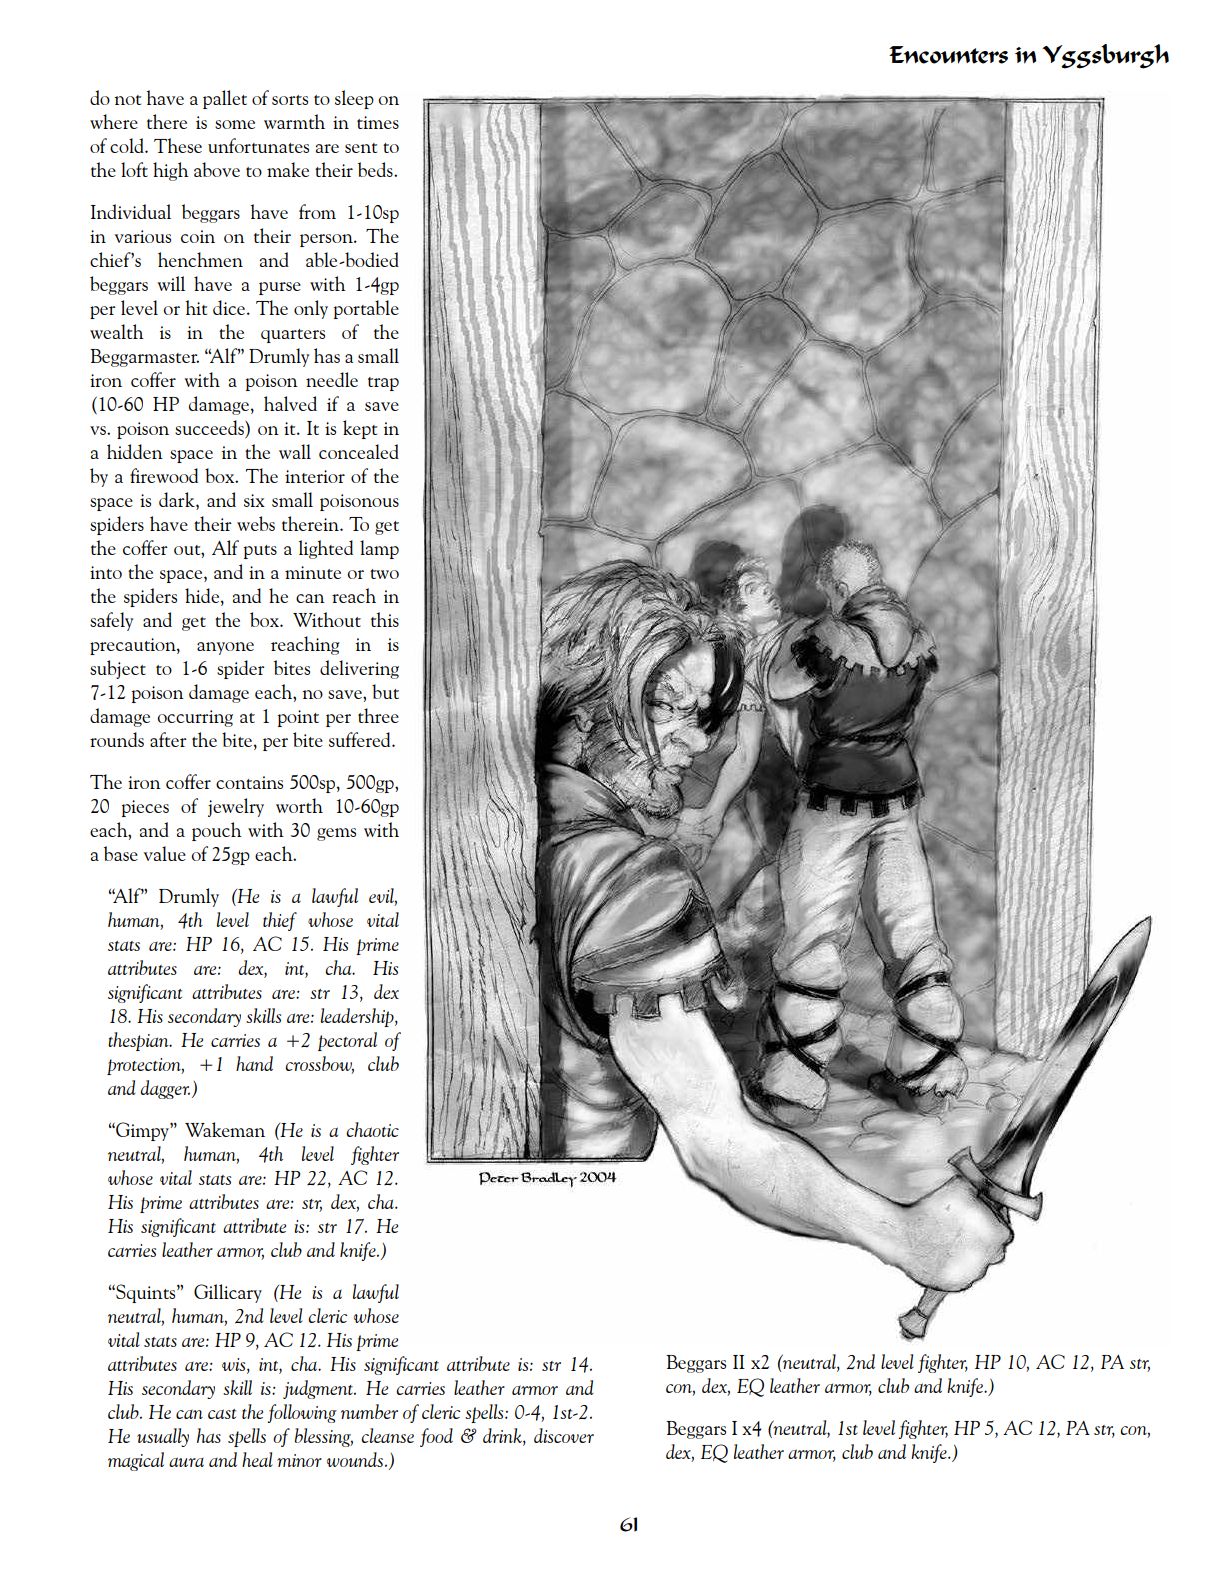 Encounters in Yggsburgh
do not have a pallet of sorts to sleep on
where there is some warmth in times
of cold. These unfortunates are sent to
the loft high above to make their beds.
Individual beggars have from 1-10sp
in various coin on their person. The
chief's henchmen and able-bodied
beggars will have a purse with 1-4gp
per level or hit dice. The only portable
wealth is in the quarters of the
Beggarmaster. “Alf” Drumly has a small
iron coffer with a poison needle trap
(10-60 HP damage, halved if a save
vs. poison succeeds) on it. It is kept in
a hidden space in the wall concealed
by a firewood box. The interior of the
space is dark, and six small poisonous
spiders have their webs therein. To get
the coffer out, Alf puts a lighted lamp
into the space, and in a minute or two
the spiders hide, and he can reach in
safely and get the box. Without this
precaution, anyone reaching in is
subject to 1-6 spider bites delivering
7-12 poison damage each, no save, but
damage occurring at 1 point per three
rounds after the bite, per bite suffered.
The iron coffer contains 500sp, 500gp,
20 pieces of jewelry worth 10-60gp
each, and a pouch with 30 gems with
a base value of 25gp each.
“Alf” Drumly (He is a lawful evil,
human, 4th level thief whose vital
stats are: HP 16, AC 15. His prime
attributes are: dex, int, cha. His
significant attributes are: str 13, dex
18. His secondary skills are: leadership,
thespian. He carries a +2 pectoral of
protection, +1 hand crossbow, club
and dagger.)
“Gimpy” Wakeman (He is a chaotic
neutral, human, 4th level fighter
whose vital stats are: HP 22, AC 12.
His prime attributes are: str, dex, cha.
His significant attribute is: str 17. He
carries leather armor, club and knife.)
“Squints” Gillicary (He is a lawful
neutral, human, 2nd level cleric whose
vital stats are: HP 9, AC 12. His prime
attributes are: wis, int, cha. His significant attribute is: str 14.
His secondary skill is: judgment. He carries leather armor and
club. He can cast the following number of cleric spells: 0-4, 1st-2.
He usually has spells of blessing, cleanse food & drink, discover
magical aura and heal minor wounds.)
Peter Bradley 2004
Beggars II x2 (neutral, 2nd level fighter, HP 10, AC 12, PA str,
con, dex, EQ leather armor, club and knife.)
Beggars I x4 (neutral, 1st level fighter, HP 5, AC 12, PA str, con,
dex, EQ leather armor, club and knife.)
61